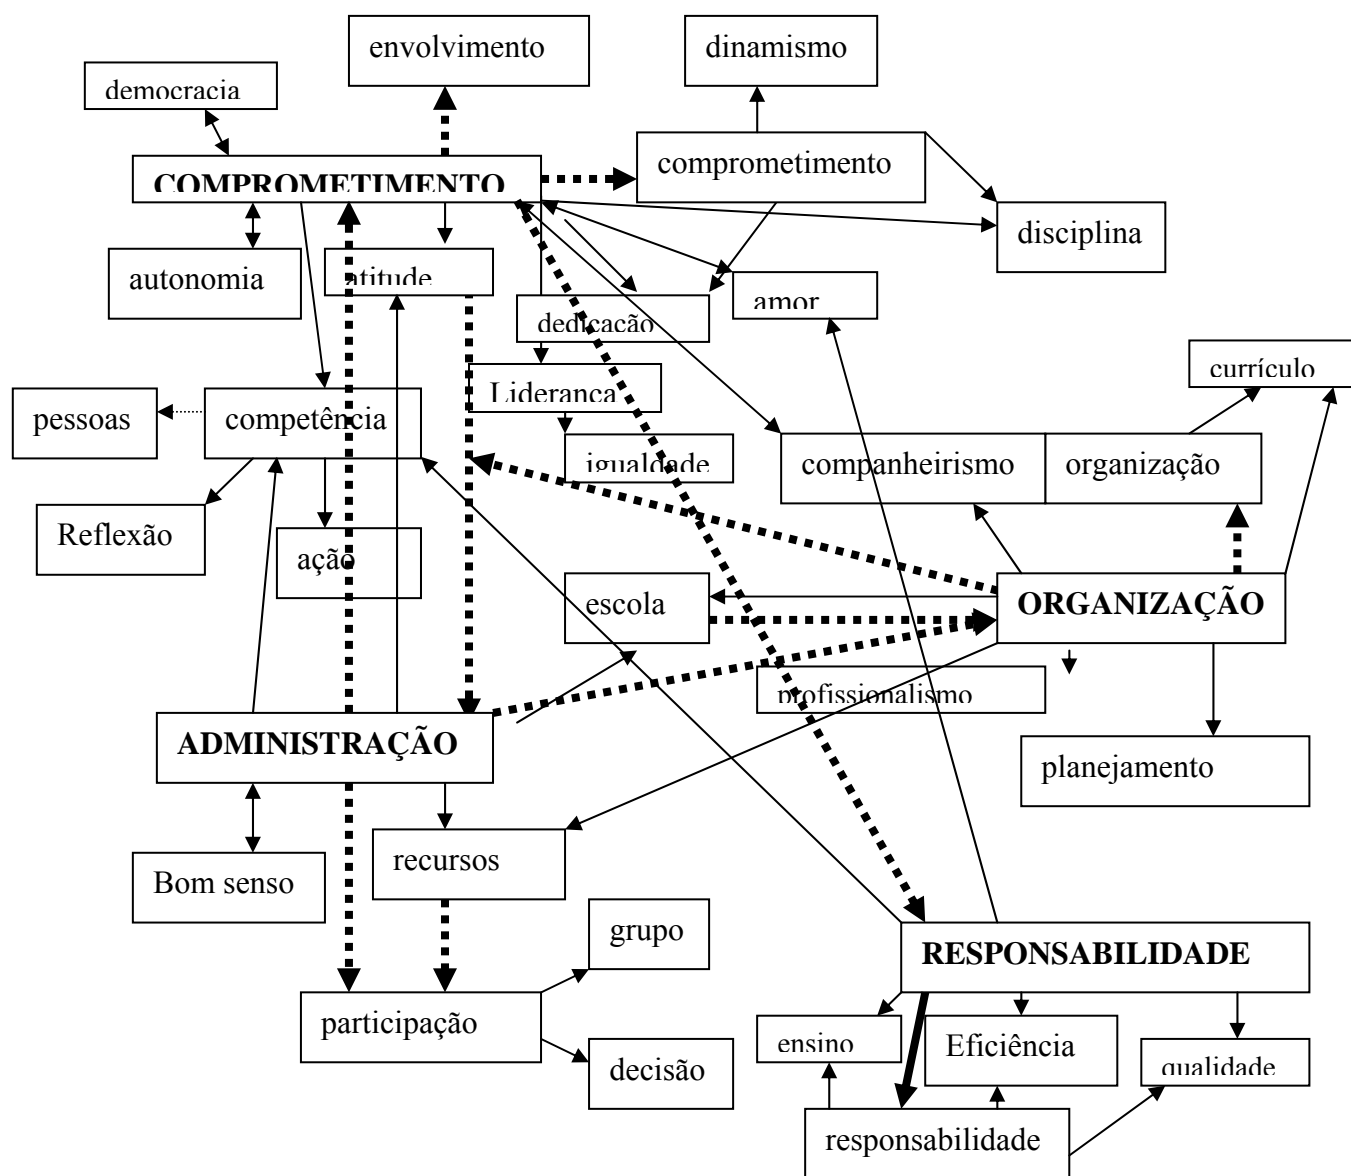 envolvimento
dinamismo
democracia
comprometimento
COMPROMETIMENTO
disciplina
autonomia
atitude
amor
dedicação
currículo
Liderança
pessoas
competência
igualdade
companheirismo
organização
Reflexão
ação
escola
ORGANIZAÇÃO
profissionalismo
ADMINISTRAÇÃO
planejamento
recursos
Bom senso
grupo
RESPONSABILIDADE
participação
ensino
Eficiência
decisão
qualidade
responsabilidade